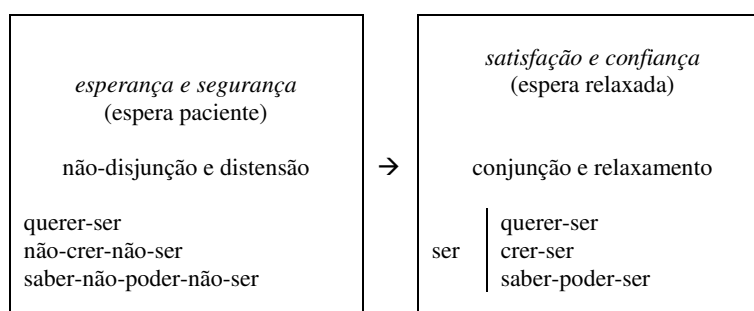 esperança e segurança
(espera paciente)
não-disjunção e distensão
querer-ser
não-crer-não-ser
saber-não-poder-não-ser
→
satisfação e confiança
(espera relaxada)
conjunção e relaxamento
querer-ser
ser crer-ser
saber-poder-ser